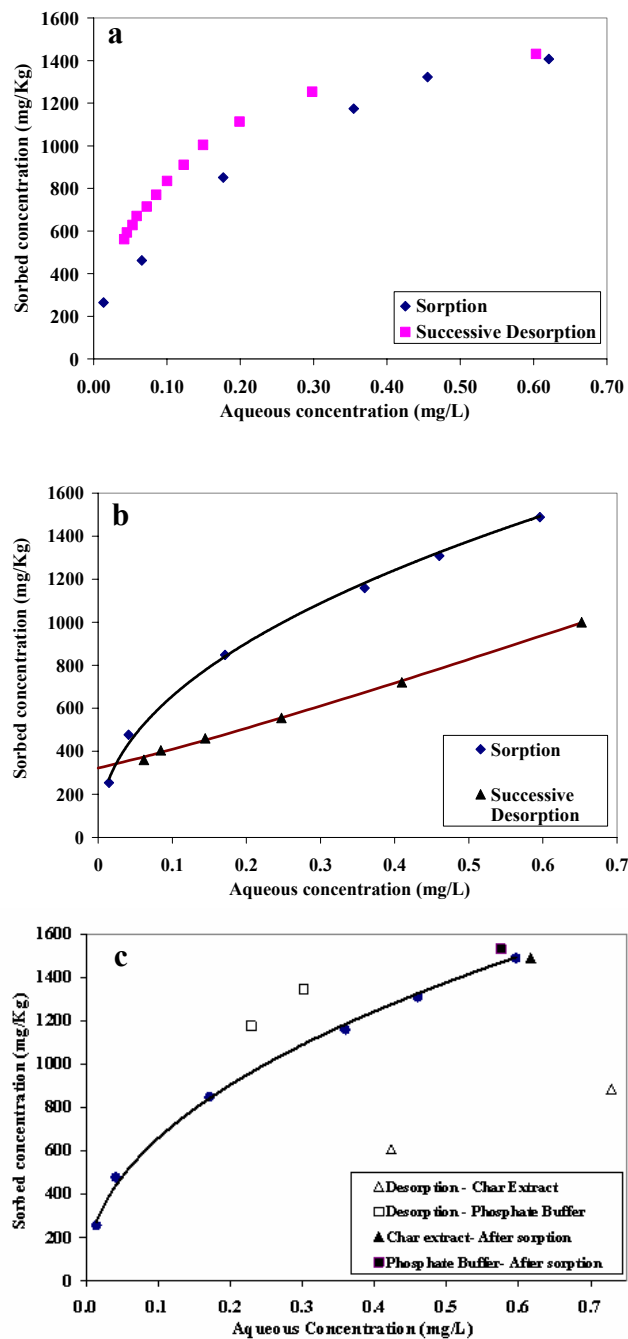 a
1600
1400
1200
1000
800
600
400
200
0
Sorbed concentration (mg/Kg)
Sorption
Successive Desorption
0.00 0.10 0.20 0.30 0.40 0.50 0.60 0.70
Aqueous concentration (mg/L)
b
1600
1400
1200
1000
800
600
400
200
0
Sorbed concentration (mg/Kg)
Sorption
Successive
Desorption
0 0.1 0.2 0.3 0.4 0.5 0.6 0.7
Aqueous concentration (mg/L)
c
1600
1400
1200
1000
800
600
400
200
0
Sorbed concentration (mg/Kg)
Desorption - Char Extract
Desorption - Phosphate Buffer
Char extract- After sorption
Phosphate Buffer- After sorption
0.0 0.1 0.2 0.3 0.4 0.5 0.6 0.7
Aqueous Concentration (mg/L)